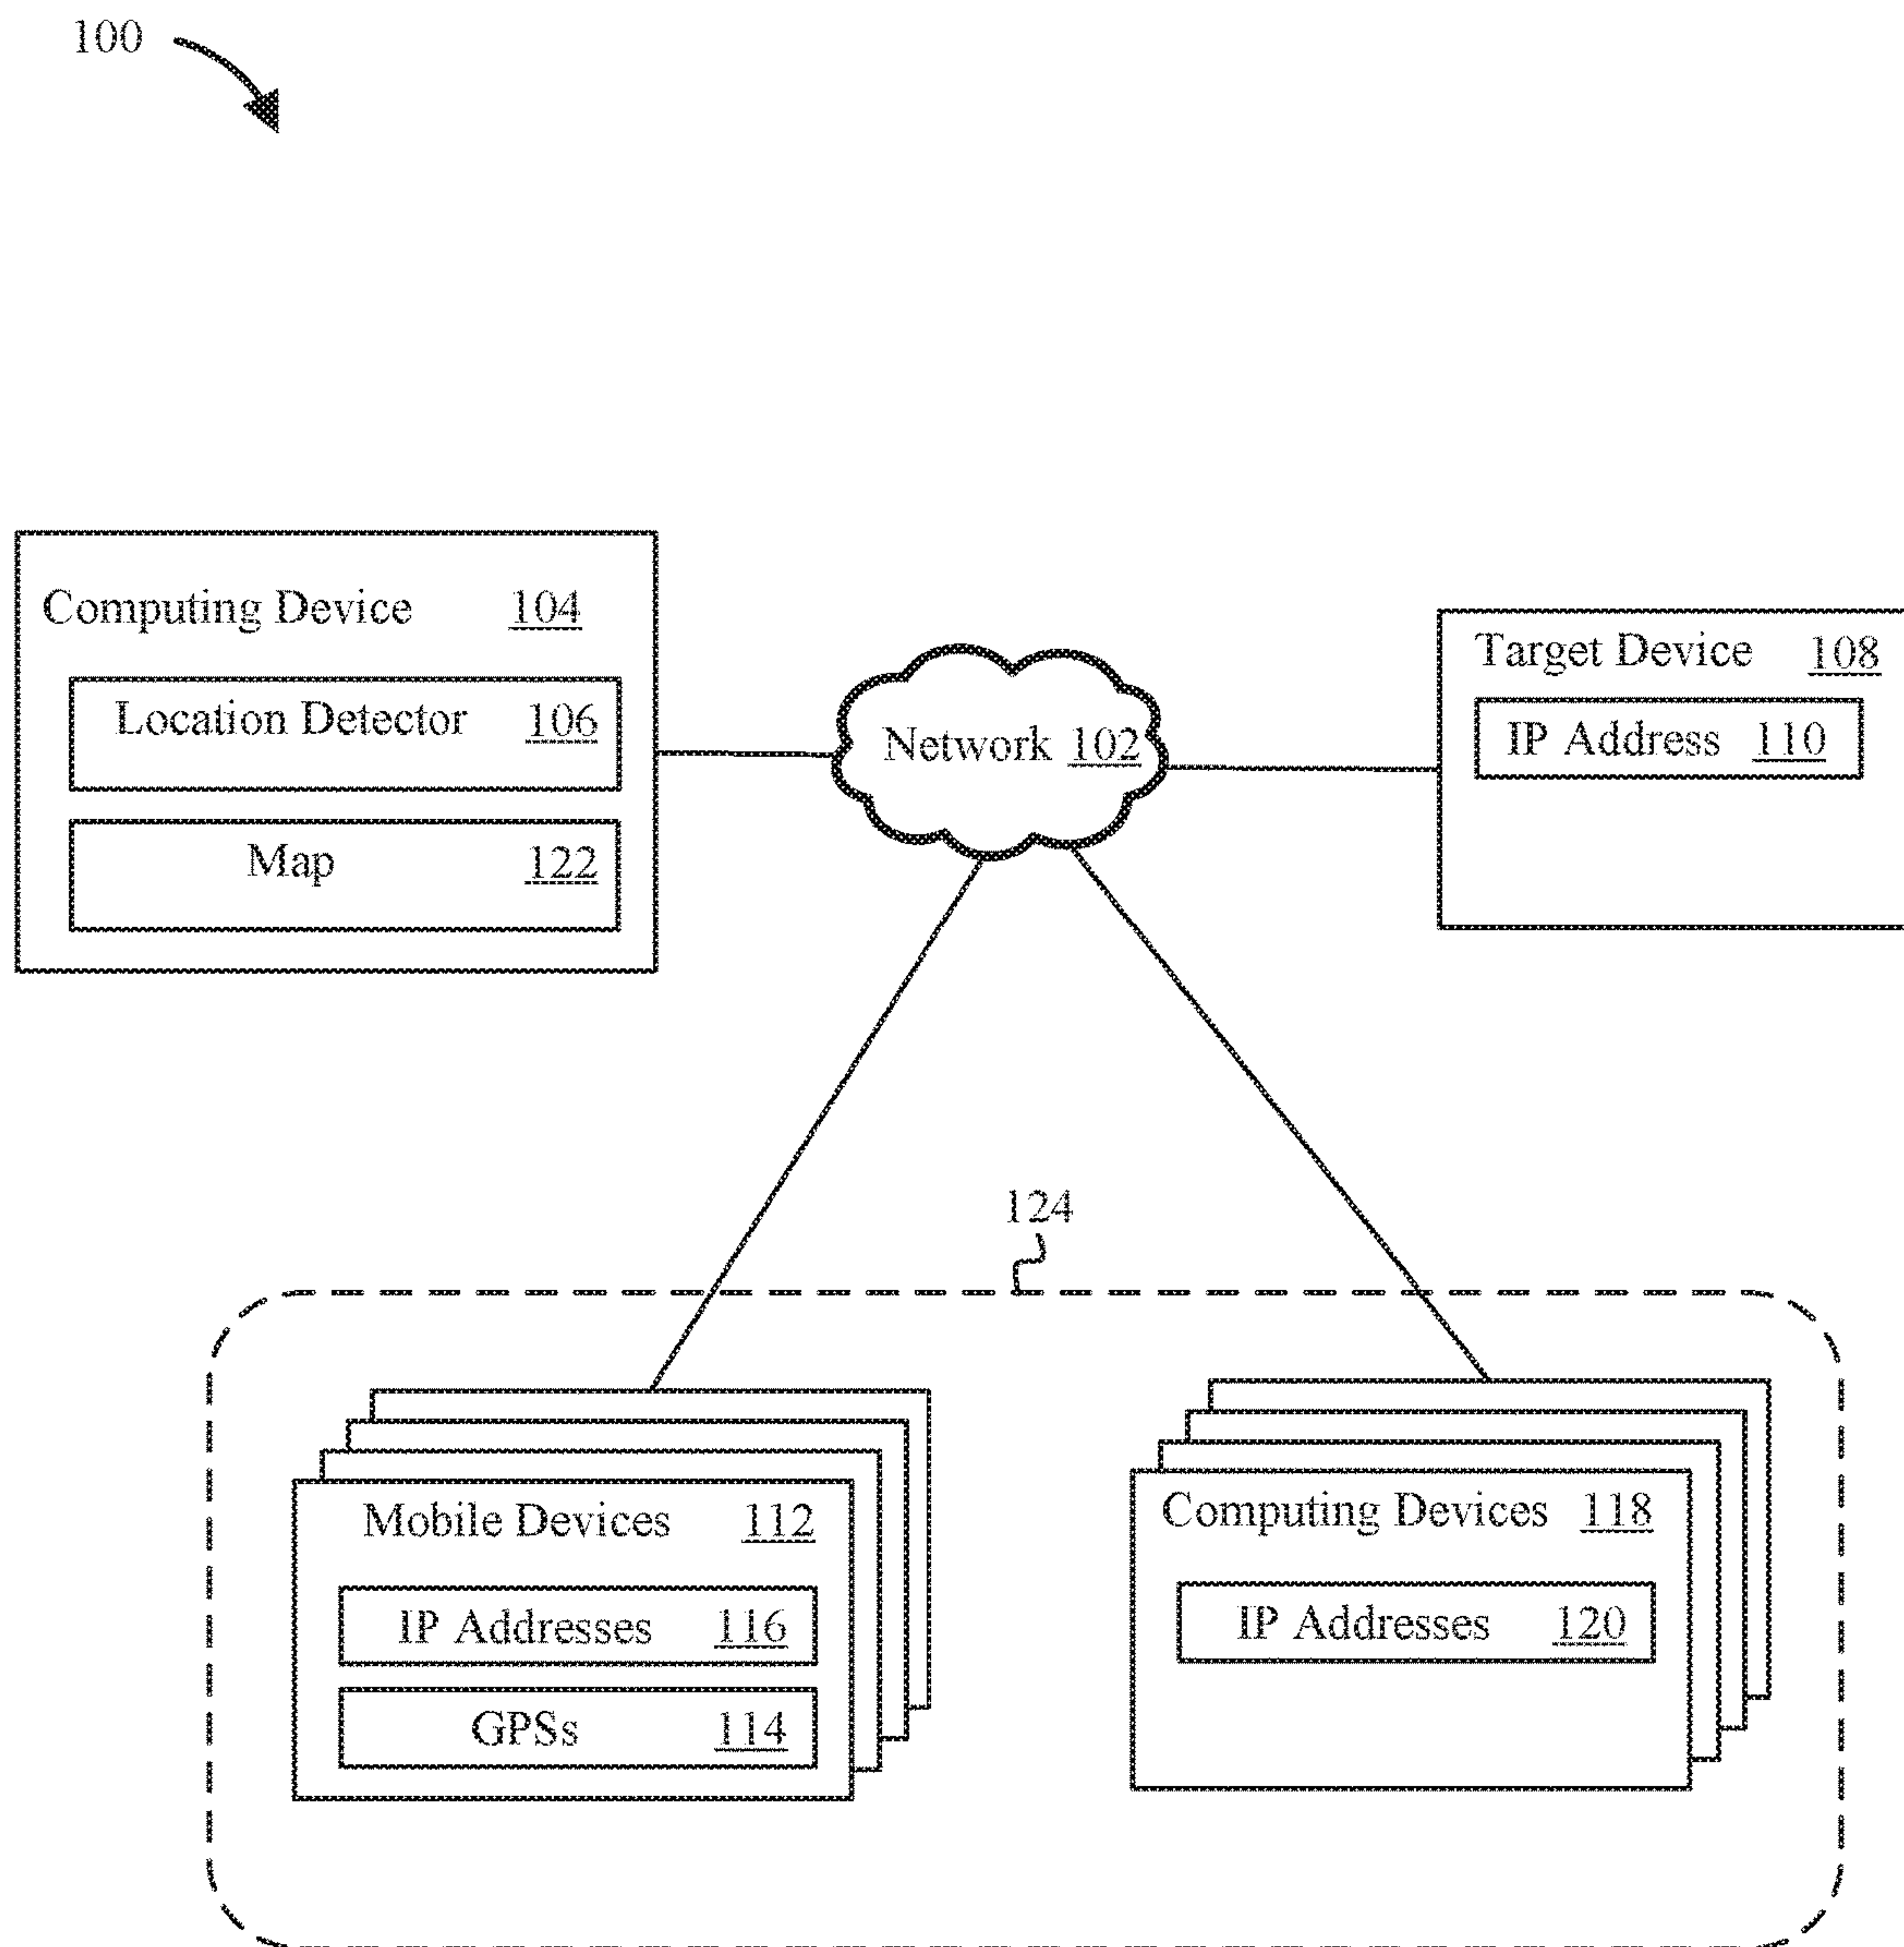 100
Computing Device 104
Location Detector 106
Map 122
Network 102
Target Device 108
IP Address 110
124
Mobile Devices 112
IP Addresses 116
GPSs 114
Computing Devices 118
IP Addresses 120